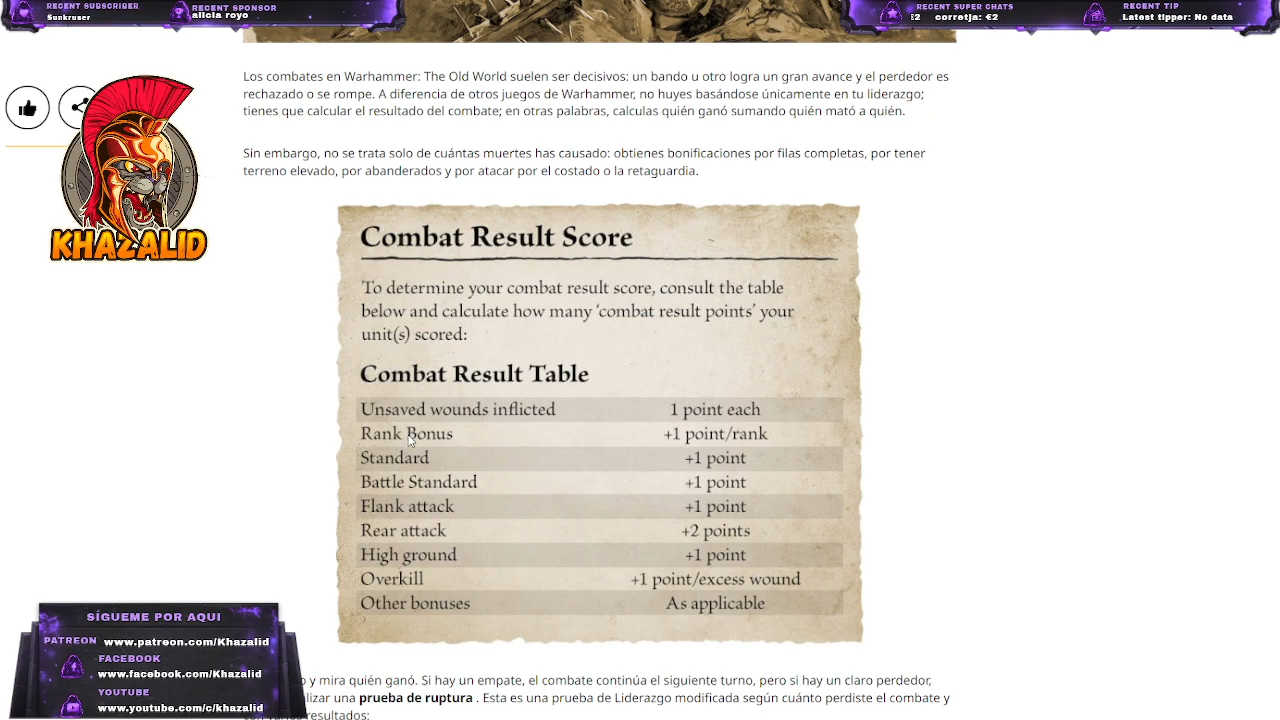 RECENT SUBSCRIBER
Sunkruser
RECENT SPONSOR
alicia royo
RECENT SUPER CHATS
corretja: €2
RECENT TIP
Latest tipper: No data
Los combates en Warhammer: The Old World suelen ser decisivos: un bando u otro logra un gran avance y el perdedor es
rechazado o se rompe. A diferencia de otros juegos de Warhammer, no huyes basándose únicamente en tu liderazgo;
tienes que calcular el resultado del combate; en otras palabras, calculas quién ganó sumando quién mató a quién.
Sin embargo, no se trata solo de cuántas muertes has causado: obtienes bonificaciones por filas completas, por tener
terreno elevado, por abanderados y por atacar por el costado o la retaguardia.
KHAZALID
Combat Result Score
To determine your combat result score, consult the table
below and calculate how many ‘combat result points’ your
unit(s) scored:
Combat Result Table
Unsaved wounds inflicted 1 point each
Rank Bonus +1 point/rank
Standard +1 point
Battle Standard +1 point
Flank attack +1 point
Rear attack +2 points
High ground +1 point
Overkill +1 point/excess wound
Other bonuses As applicable
SÍGUEME POR AQUI
PATREON www.patreon.com/Khazalid
FACEBOOK
www.facebook.com/Khazalid
YOUTUBE
www.youtube.com/c/khazalid
y mira quién ganó. Si hay un empate, el combate continúa el siguiente turno, pero si hay un claro perdedor,
una prueba de ruptura . Esta es una prueba de Liderazgo modificada según cuánto perdiste el combate y
resultados: